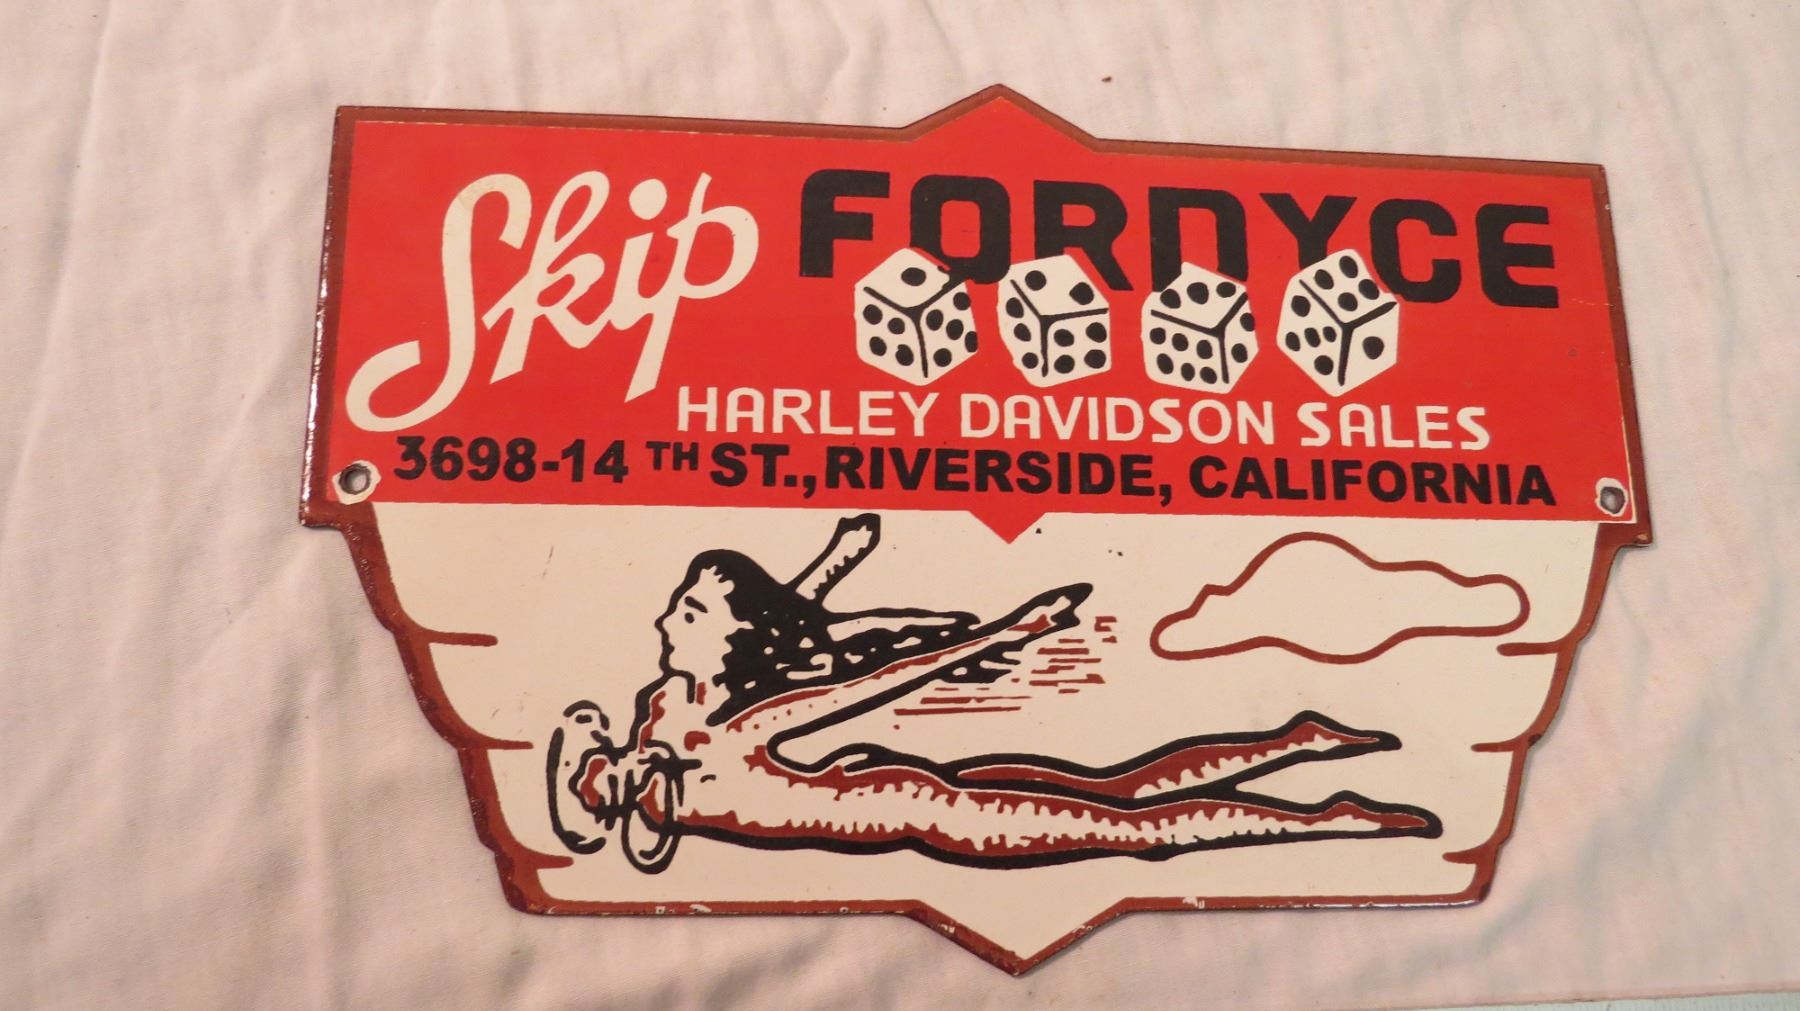 Skip FORDYCE
HARLEY DAVIDSON SALES
3698-14 TH ST., RIVERSIDE, CALIFORNIA